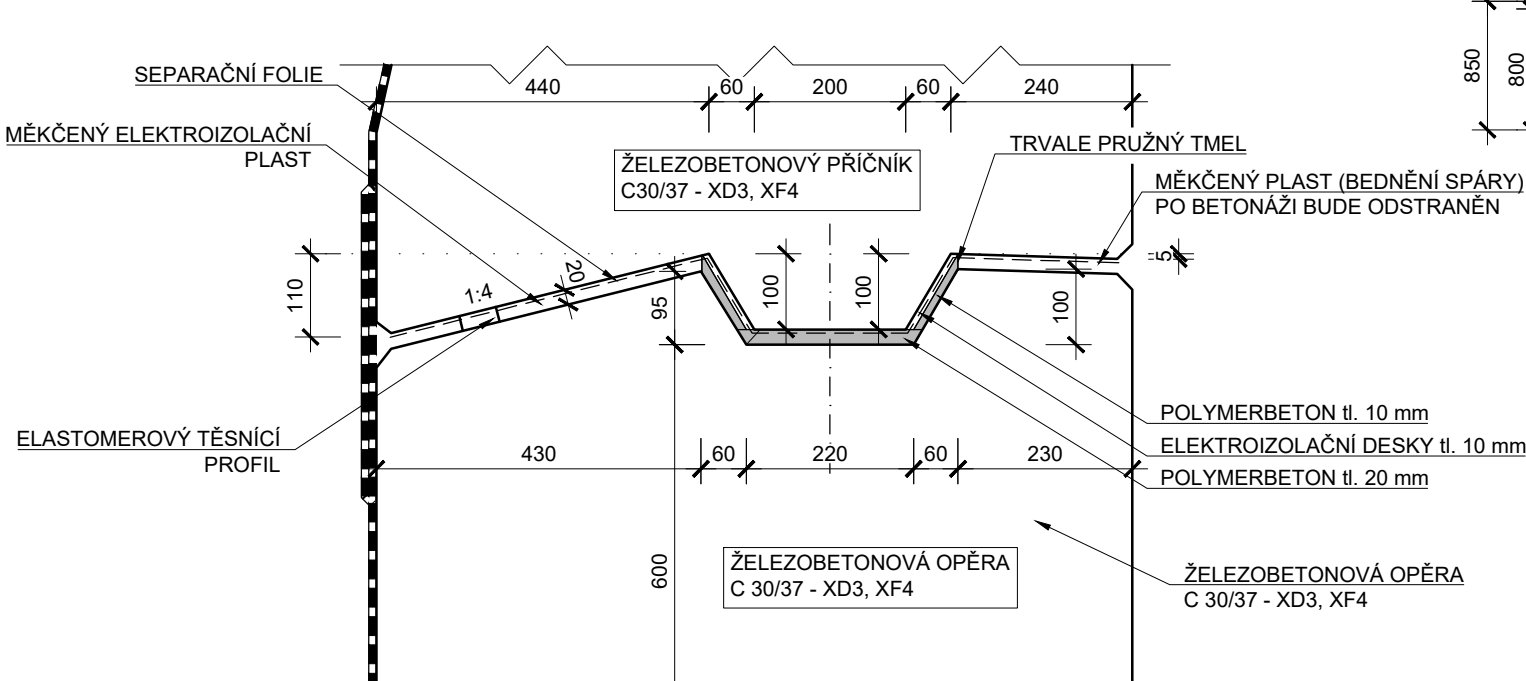 850
800
SEPARAČNÍ FOLIE
440
60
200
60
240
MĚKČENÝ ELEKTROIZOLAČNÍ
PLAST
ŽELEZOBETONOVÝ PŘÍČNÍK
C30/37 - XD3, XF4
TRVALE PRUŽNÝ TMEL
MĚKČENÝ PLAST (BEDNĚNÍ SPÁRY)
PO BETONÁŽI BUDE ODSTRANĚN
110
1:4
20
95
100
100
100
5
ELASTOMEROVÝ TĚSNÍCÍ
PROFIL
POLYMERBETON tl. 10 mm
ELEKTROIZOLAČNÍ DESKY tl. 10 mm
POLYMERBETON tl. 20 mm
430
60
220
60
230
600
ŽELEZOBETONOVÁ OPĚRA
C 30/37 - XD3, XF4
ŽELEZOBETONOVÁ OPĚRA
C 30/37 - XD3, XF4